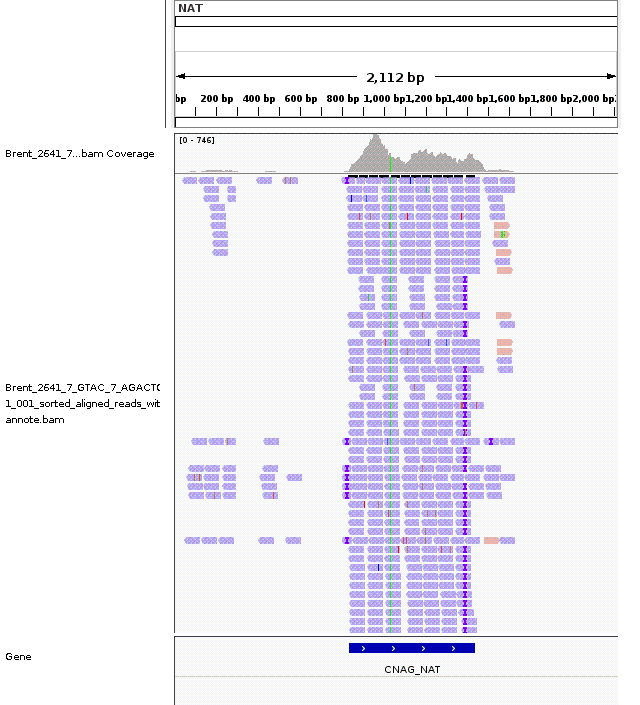 NAT
2,112 bp
bp 200 bp 400 bp 600 bp 800 bp 1,000 bp 1,200 bp 1,400 bp 1,600 bp 1,800 bp 2,000 bp
[0 - 746]
Brent_2641_7...bam Coverage
Brent_2641_7_GTAC_7_AGACTC
1_001_sorted_aligned_reads_wit
annote.bam
Gene
CNAG_NAT